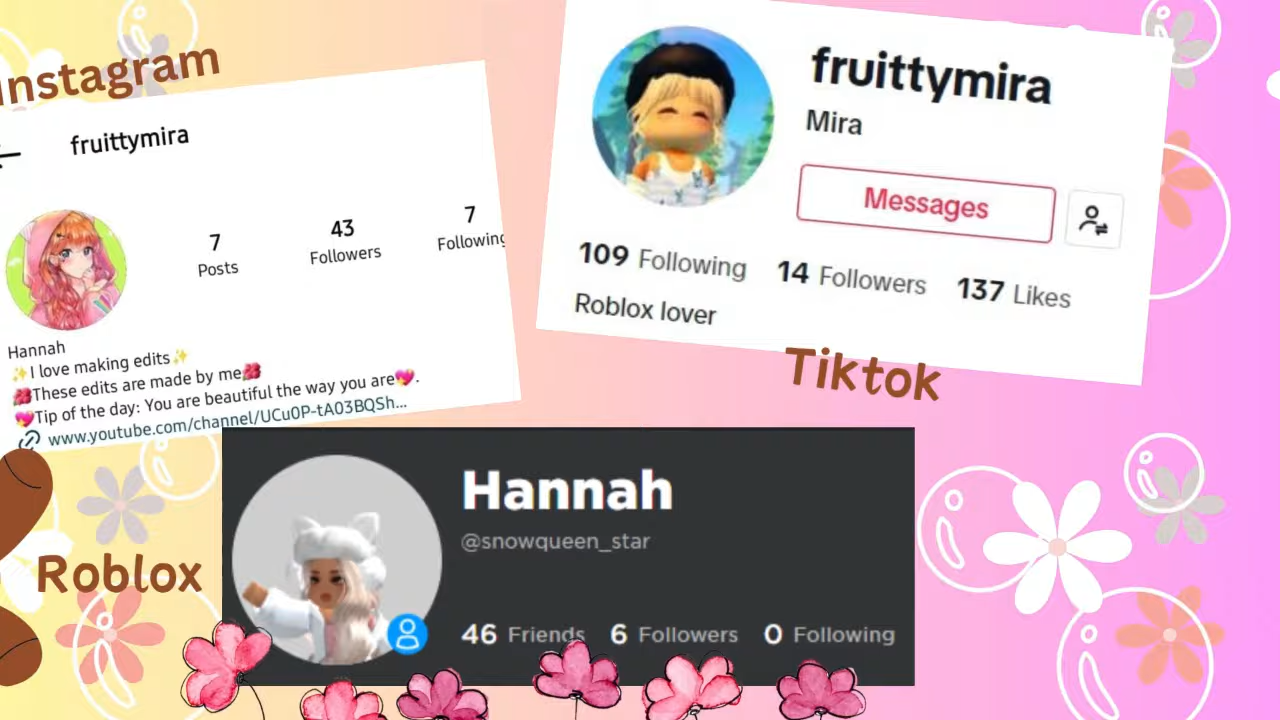 Instagram
fruittymira
7
Posts
43
Followers
7
Following
Hannah
✨I love making edits✨
🌺These edits are made by me🌺
💖Tip of the day: You are beautiful the way you are💖.
www.youtube.com/channel/UCu0P-tA03BQSh...
fruittymira
Mira
Messages
109 Following 14 Followers 137 Likes
Roblox lover
Tiktok
Roblox
Hannah
@snowqueen_star
46 Friends 6 Followers 0 Following